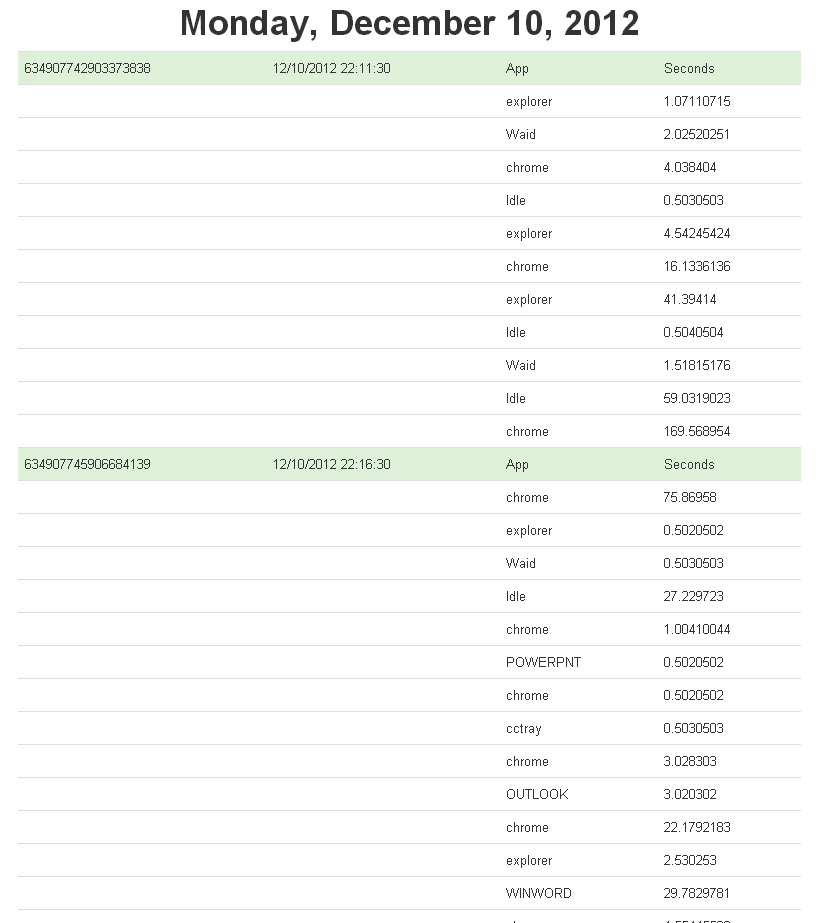 Monday, December 10, 2012
634907742903373838 12/10/2012 22:11:30 App Seconds
explorer 1.07110715
Waid 2.02520251
chrome 4.038404
Idle 0.5030503
explorer 4.54245424
chrome 16.1336136
explorer 41.39414
Idle 0.5040504
Waid 1.51815176
Idle 59.0319023
chrome 169.568954
634907745906684139 12/10/2012 22:16:30 App Seconds
chrome 75.86958
explorer 0.5020502
Waid 0.5030503
Idle 27.229723
chrome 1.00410044
POWERPNT 0.5020502
chrome 0.5020502
cctray 0.5030503
chrome 3.028303
OUTLOOK 3.020302
chrome 22.1792183
explorer 2.530253
WINWORD 29.7829781